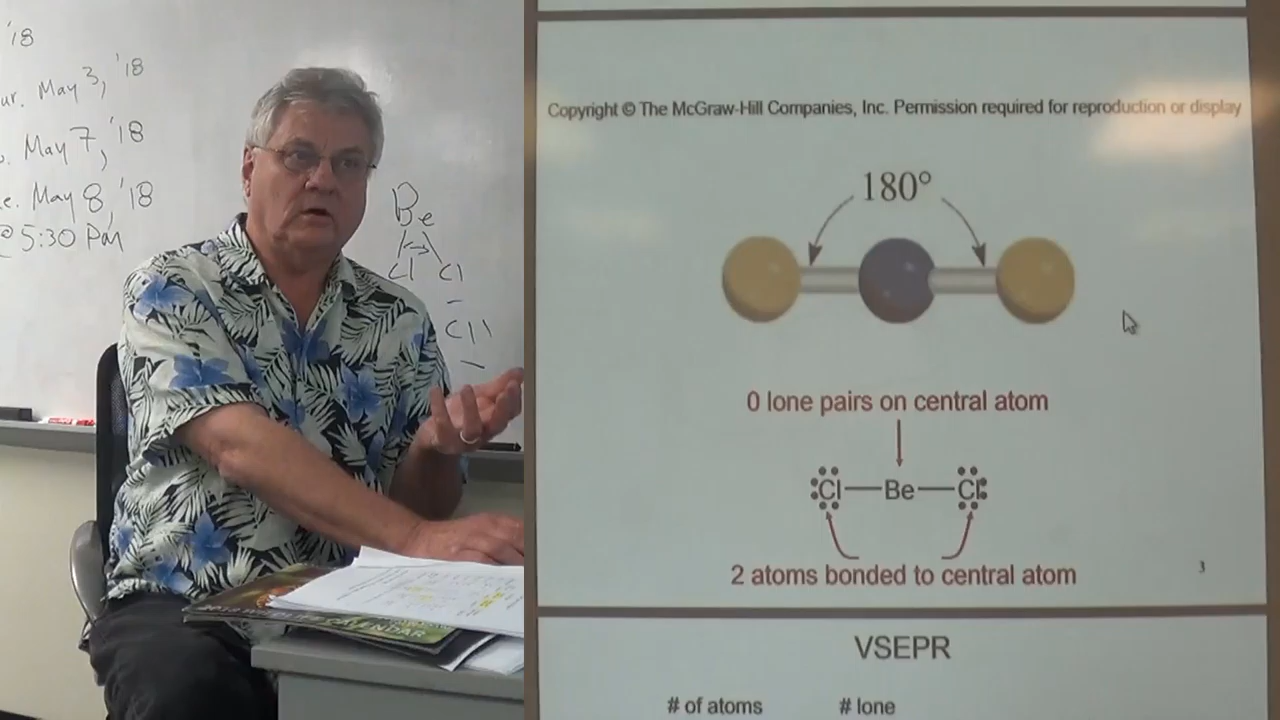 '18
ur. May 3, '18
. May 7, '18
e. May 8, '18
@ 5:30 PM
Be
Cl Cl
Cl
CALENDAR
Copyright © The McGraw-Hill Companies, Inc. Permission required for reproduction or display
180°
0 lone pairs on central atom
Cl Be Cl
2 atoms bonded to central atom
3
VSEPR
# of atoms # lone